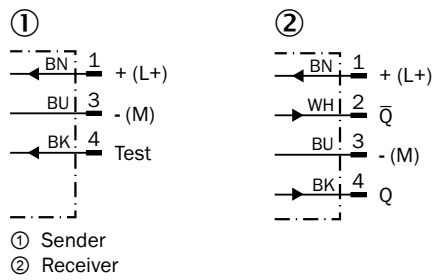 ①
BN 1 + (L+)
BU 3 - (M)
BK 4 Test
②
BN 1 + (L+)
WH 2 Q̅
BU 3 - (M)
BK 4 Q
① Sender
② Receiver